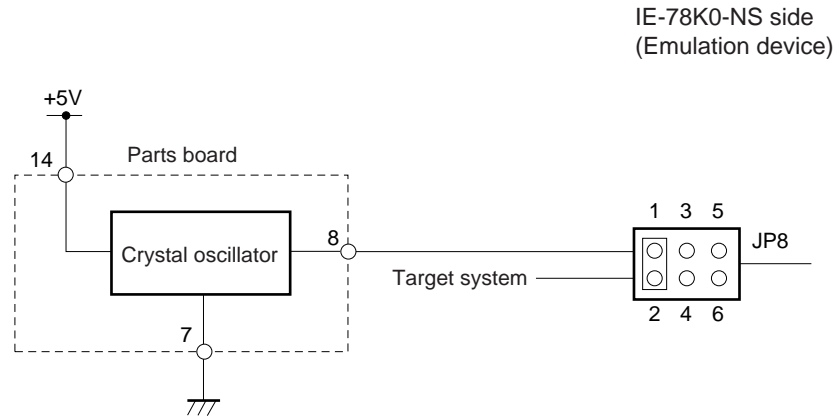 IE-78K0-NS side
(Emulation device)
+5V
14
Parts board
Crystal oscillator
8
7
Target system
1 3 5
JP8
2 4 6